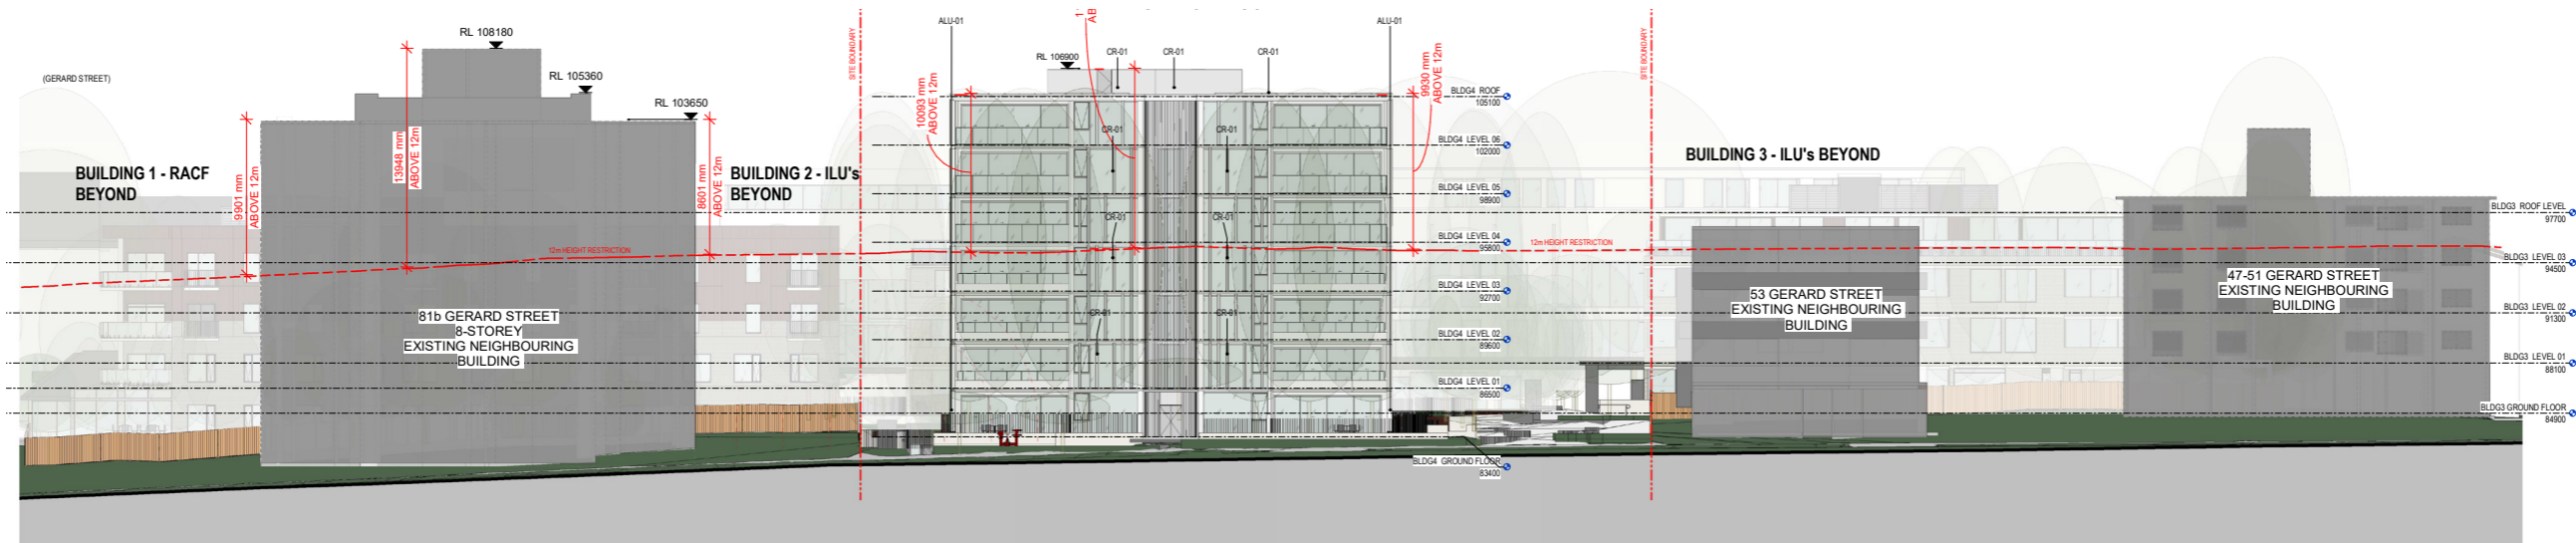 (GERARD STREET)
RL 108180
RL 105360
RL 103650
BUILDING 1 - RACF
BEYOND
9901 mm
ABOVE 12m
13948 mm
ABOVE 12m
8601 mm
ABOVE 12m
12m HEIGHT RESTRICTION
81b GERARD STREET
8-STOREY
EXISTING NEIGHBOURING
BUILDING
BUILDING 2 - ILU's
BEYOND
SITE BOUNDARY
ALU-01
RL 106900
CR-01
CR-01
CR-01
ALU-01
10093 mm
ABOVE 12m
9930 mm
ABOVE 12m
CR-01
CR-01
CR-01
CR-01
CR-01
CR-01
BLDG4 ROOF
105100
BLDG4 LEVEL 06
102000
BLDG4 LEVEL 05
98900
BLDG4 LEVEL 04
95800
BLDG4 LEVEL 03
92700
BLDG4 LEVEL 02
89600
BLDG4 LEVEL 01
86500
BLDG4 GROUND FLOOR
83400
12m HEIGHT RESTRICTION
SITE BOUNDARY
BUILDING 3 - ILU's BEYOND
53 GERARD STREET
EXISTING NEIGHBOURING
BUILDING
47-51 GERARD STREET
EXISTING NEIGHBOURING
BUILDING
BLDG3 ROOF LEVEL
97700
BLDG3 LEVEL 03
94500
BLDG3 LEVEL 02
91300
BLDG3 LEVEL 01
88100
BLDG3 GROUND FLOOR
84900